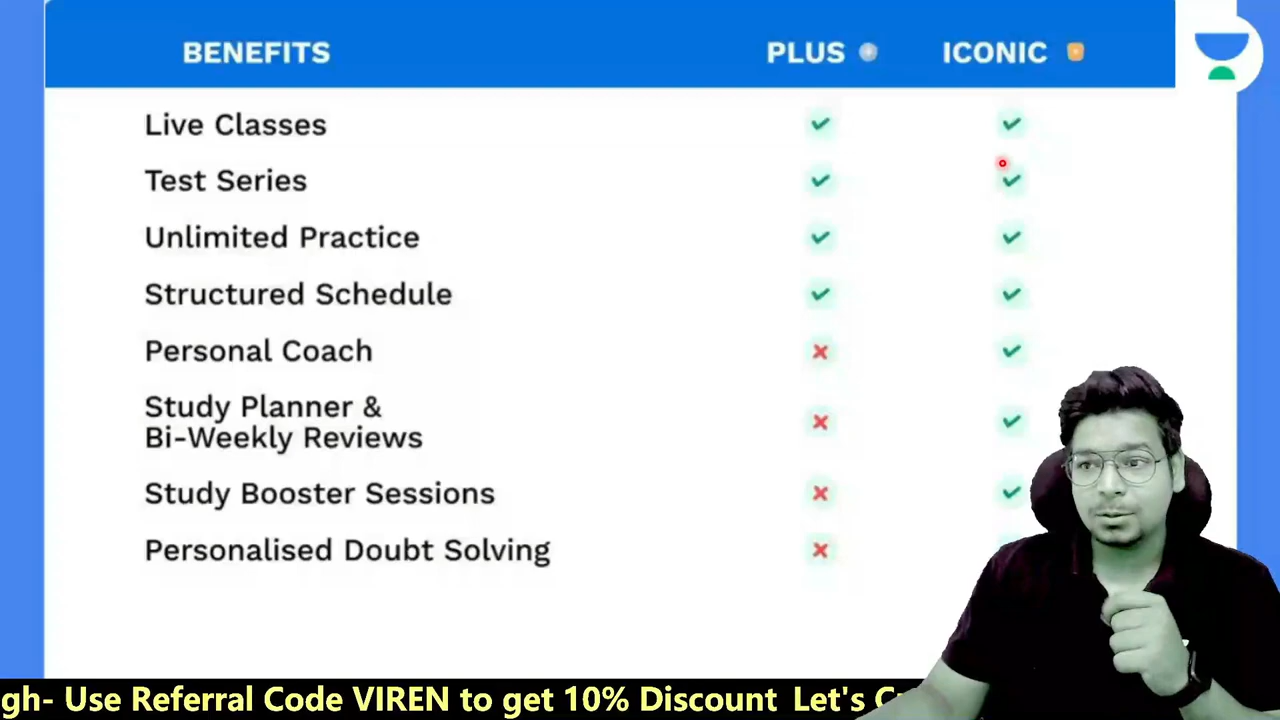 BENEFITS PLUS ICONIC
Live Classes
Test Series
Unlimited Practice
Structured Schedule
Personal Coach
Study Planner &
Bi-Weekly Reviews
Study Booster Sessions
Personalised Doubt Solving
Use Referral Code VIREN to get 10% Discount Let's